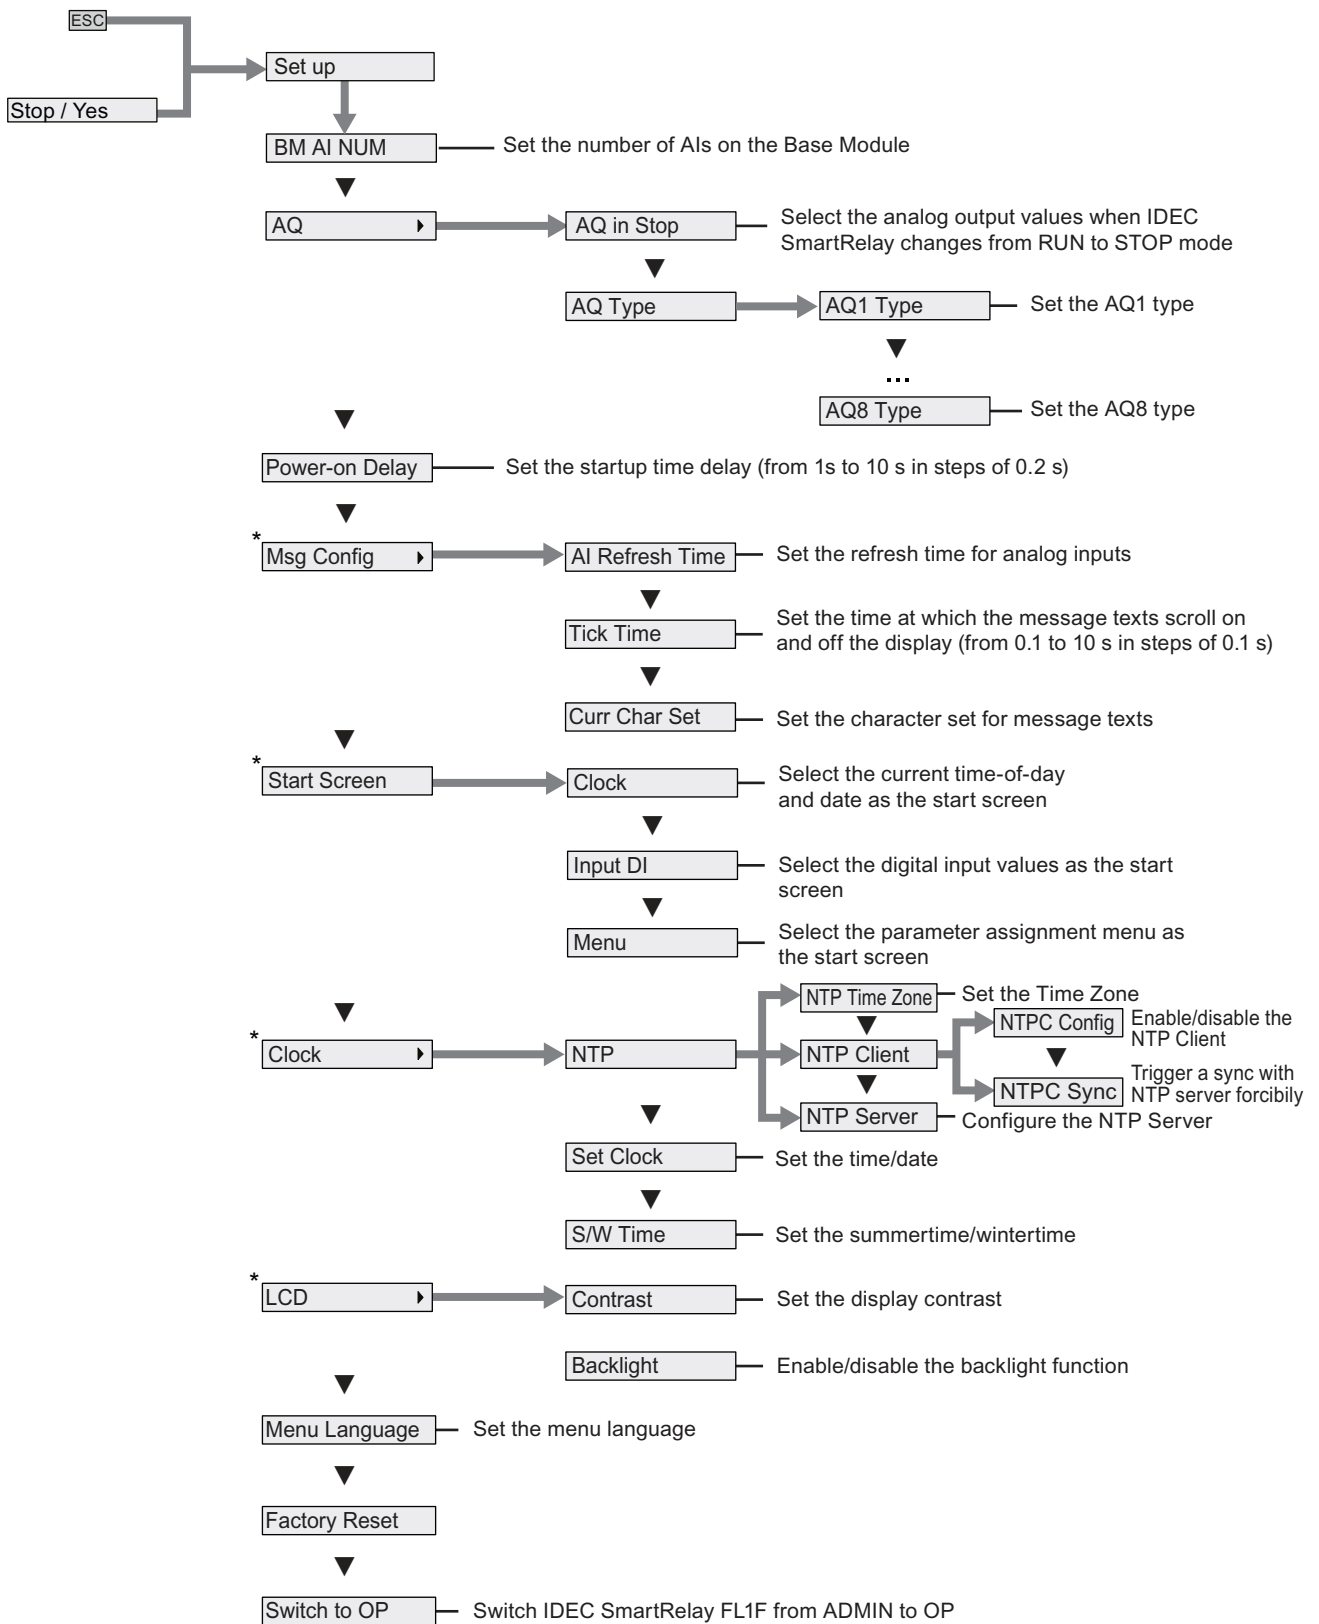 ESC
Set up
Stop / Yes
BM AI NUM
Set the number of AIs on the Base Module
AQ
AQ in Stop
Select the analog output values when IDEC
SmartRelay changes from RUN to STOP mode
AQ Type
AQ1 Type
Set the AQ1 type
...
AQ8 Type
Set the AQ8 type
Power-on Delay
Set the startup time delay (from 1s to 10 s in steps of 0.2 s)
*
Msg Config
AI Refresh Time
Set the refresh time for analog inputs
Tick Time
Set the time at which the message texts scroll on
and off the display (from 0.1 to 10 s in steps of 0.1 s)
Curr Char Set
Set the character set for message texts
*
Start Screen
Clock
Select the current time-of-day
and date as the start screen
Input DI
Select the digital input values as the start
screen
Menu
Select the parameter assignment menu as
the start screen
*
Clock
NTP
NTP Time Zone
Set the Time Zone
NTP Client
NTPC Config
Enable/disable the
NTP Client
NTPC Sync
Trigger a sync with
NTP server forcibily
NTP Server
Configure the NTP Server
Set Clock
Set the time/date
S/W Time
Set the summertime/wintertime
*
LCD
Contrast
Set the display contrast
Backlight
Enable/disable the backlight function
Menu Language
Set the menu language
Factory Reset
Switch to OP
Switch IDEC SmartRelay FL1F from ADMIN to OP